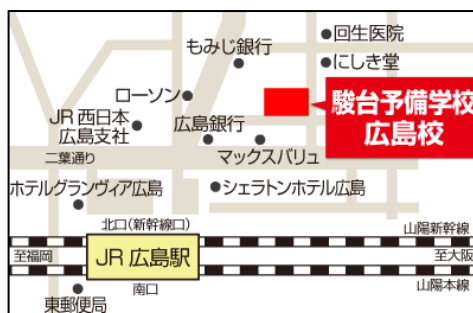 回生医院
もみじ銀行
にしき堂
ローソン
駿台予備学校
広島校
JR西日本
広島支社
広島銀行
マックスバリュ
二葉通り
ホテルグランヴィア広島
シェラトンホテル広島
北口(新幹線口)
山陽新幹線
至福岡
JR 広島駅
至大阪
南口
山陽本線
東郵便局